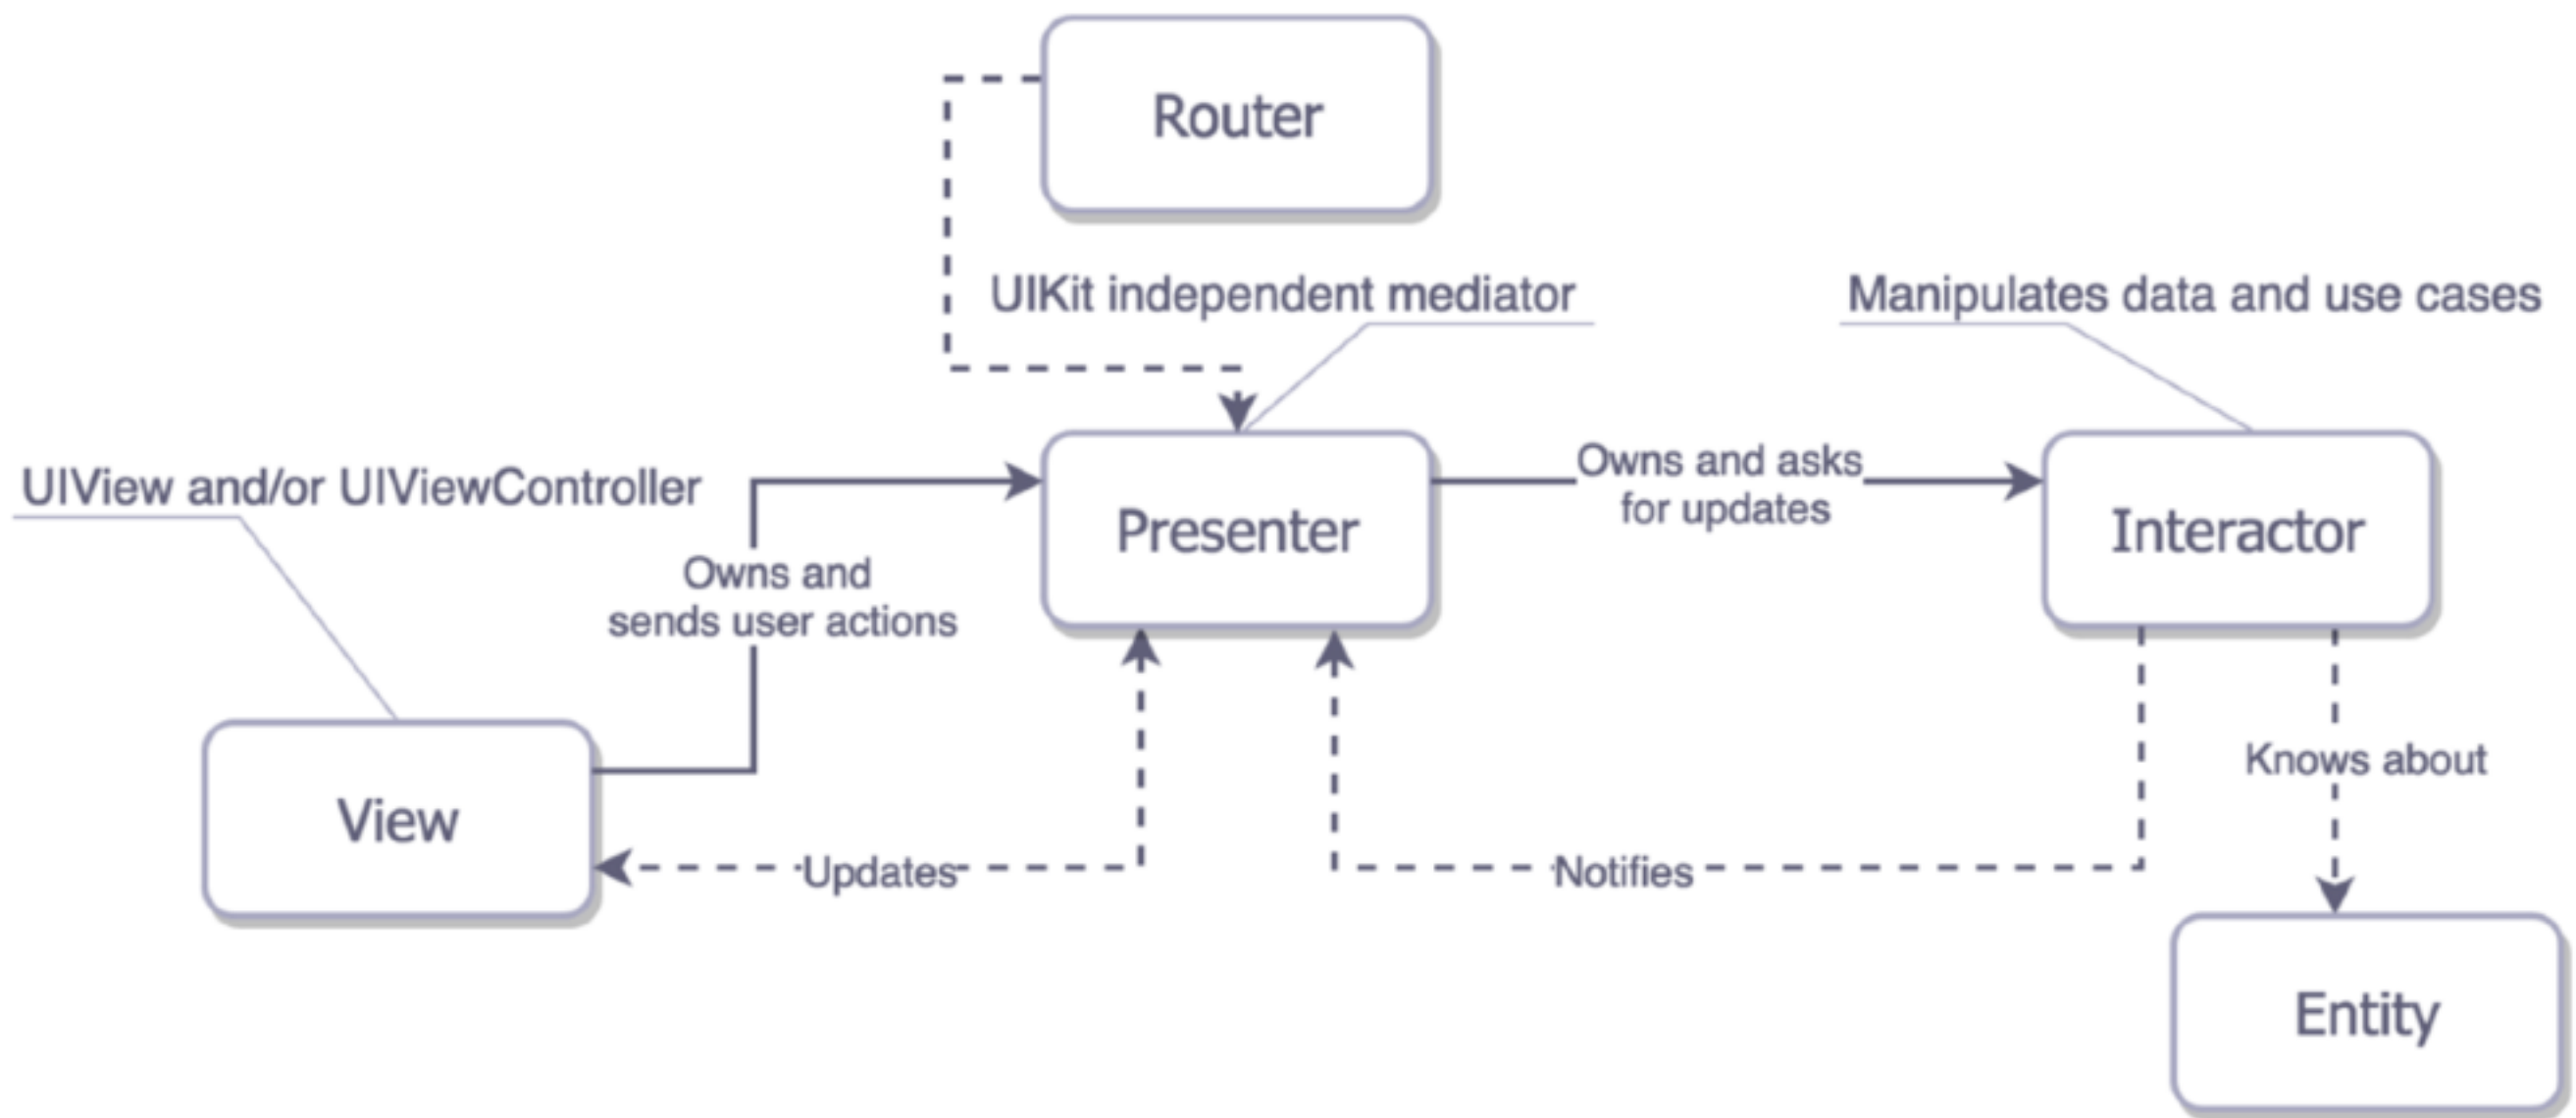 Router
UIKit independent mediator
Manipulates data and use cases
UIView and/or UIViewController
Owns and asks
for updates
Presenter
Interactor
Owns and
sends user actions
Knows about
View
Updates
Notifies
Entity